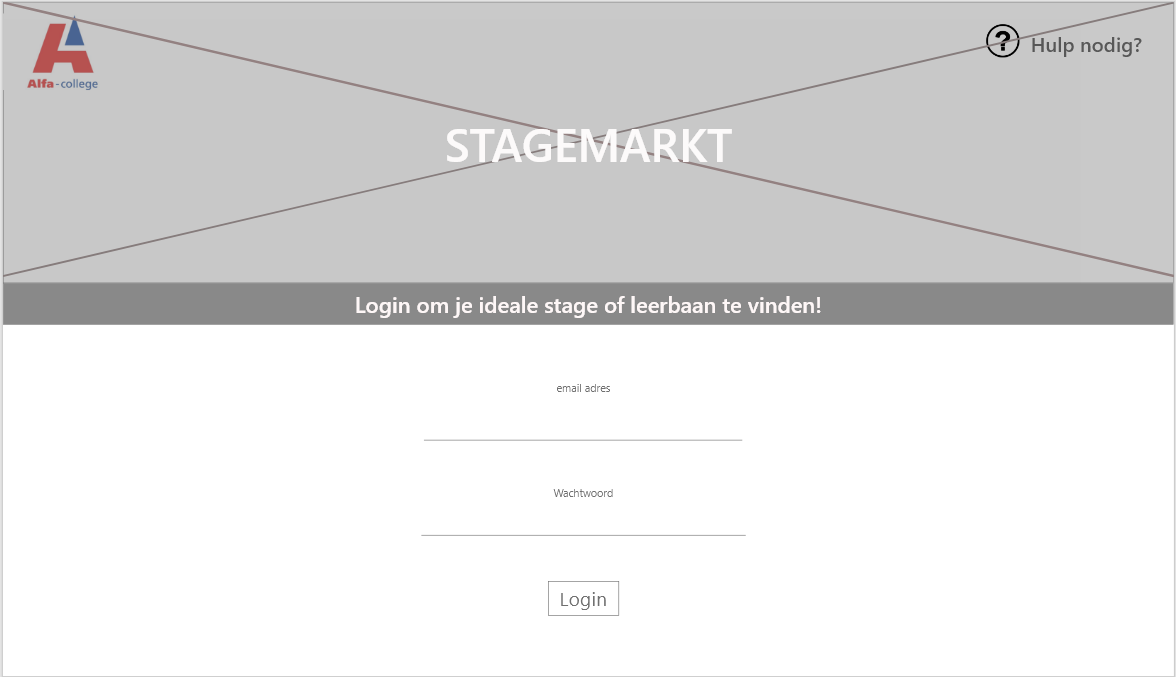 Alfa-college
? Hulp nodig?
STAGEMARKT
Login om je ideale stage of leerbaan te vinden!
email adres
Wachtwoord
Login